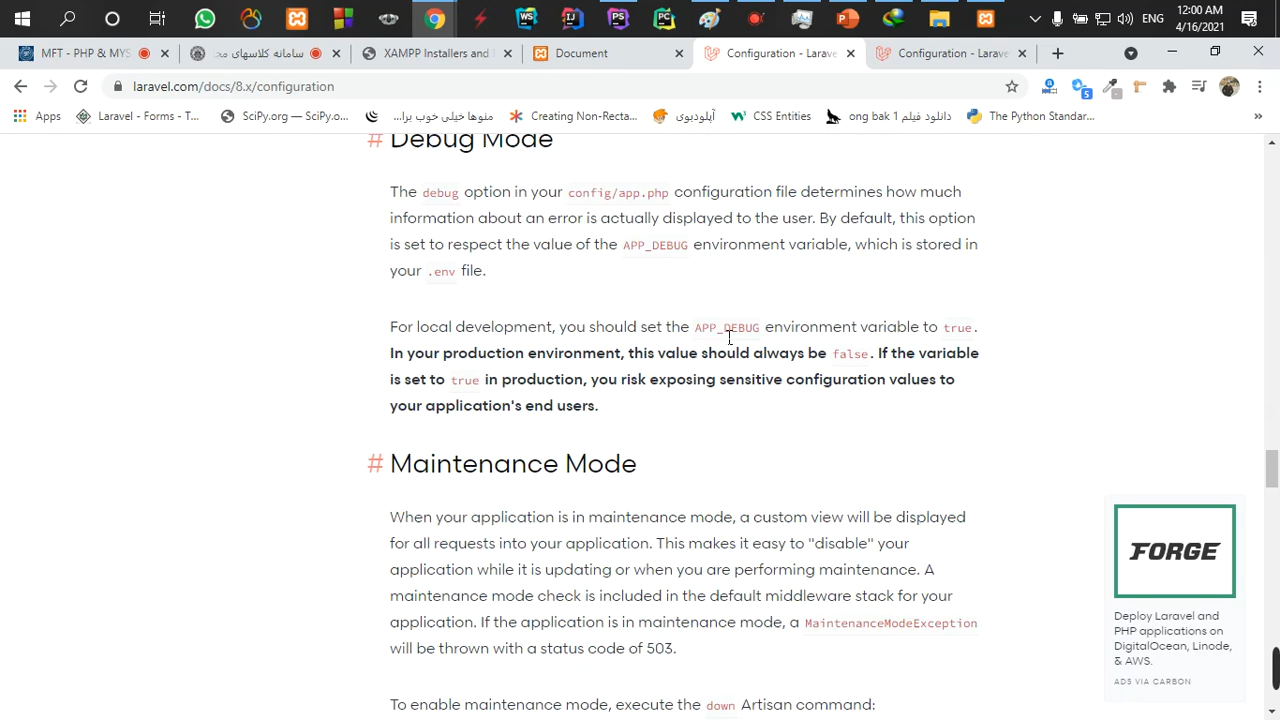 WS
IJ
PS
PC
ENG
12:00 AM
4/16/2021
MFT - PHP & MYS
سامانه کلاسهای مج
XAMPP Installers and
Document
Configuration - Larave
Configuration - Larave
laravel.com/docs/8.x/configuration
5
Apps
Laravel - Forms - T...
SciPy.org — SciPy.o...
منوها خیلی خوب برا...
Creating Non-Recta...
آپلودبوی
CSS Entities
دانلود فیلم ong bak 1
The Python Standar...
»
# Debug Mode
The debug option in your config/app.php configuration file determines how much
information about an error is actually displayed to the user. By default, this option
is set to respect the value of the APP_DEBUG environment variable, which is stored in
your .env file.
For local development, you should set the APP_DEBUG environment variable to true.
In your production environment, this value should always be false. If the variable
is set to true in production, you risk exposing sensitive configuration values to
your application's end users.
# Maintenance Mode
When your application is in maintenance mode, a custom view will be displayed
for all requests into your application. This makes it easy to "disable" your
application while it is updating or when you are performing maintenance. A
maintenance mode check is included in the default middleware stack for your
application. If the application is in maintenance mode, a MaintenanceModeException
will be thrown with a status code of 503.
To enable maintenance mode, execute the down Artisan command:
FORGE
Deploy Laravel and
PHP applications on
DigitalOcean, Linode,
& AWS.
ADS VIA CARBON